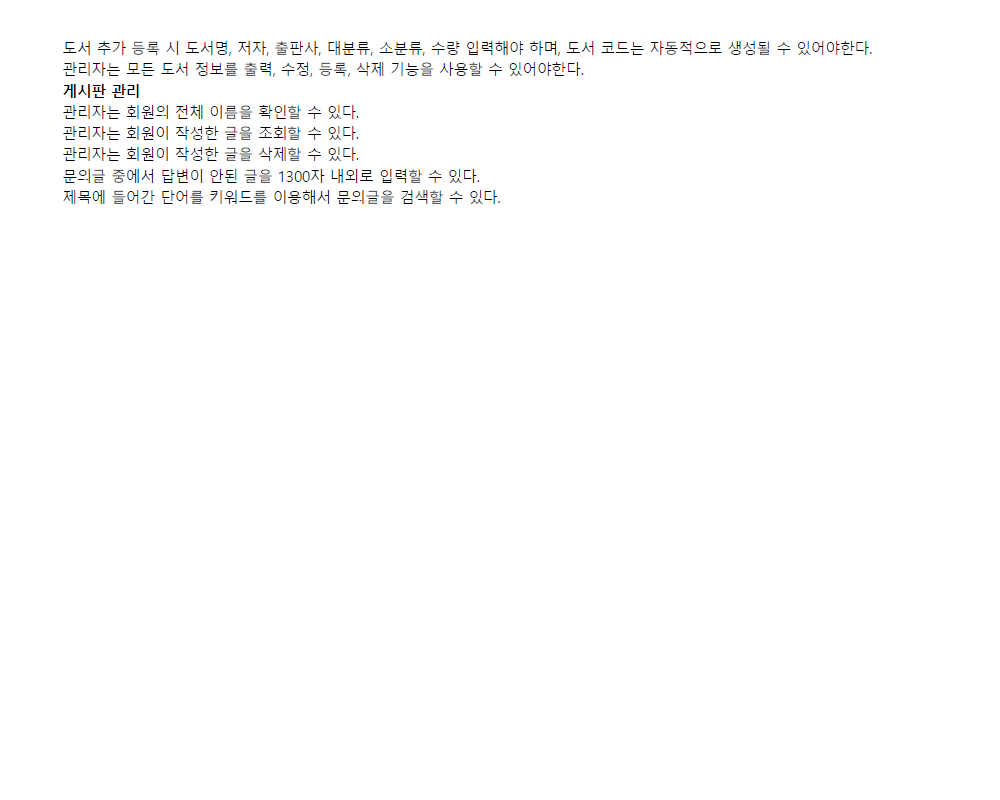 도서 추가 등록 시 도서명, 저자, 출판사, 대분류, 소분류, 수량 입력해야 하며, 도서 코드는 자동적으로 생성될 수 있어야한다.
관리자는 모든 도서 정보를 출력, 수정, 등록, 삭제 기능을 사용할 수 있어야한다.
게시판 관리
관리자는 회원의 전체 이름을 확인할 수 있다.
관리자는 회원이 작성한 글을 조회할 수 있다.
관리자는 회원이 작성한 글을 삭제할 수 있다.
문의글 중에서 답변이 안된 글을 1300자 내외로 입력할 수 있다.
제목에 들어간 단어를 키워드를 이용해서 문의글을 검색할 수 있다.